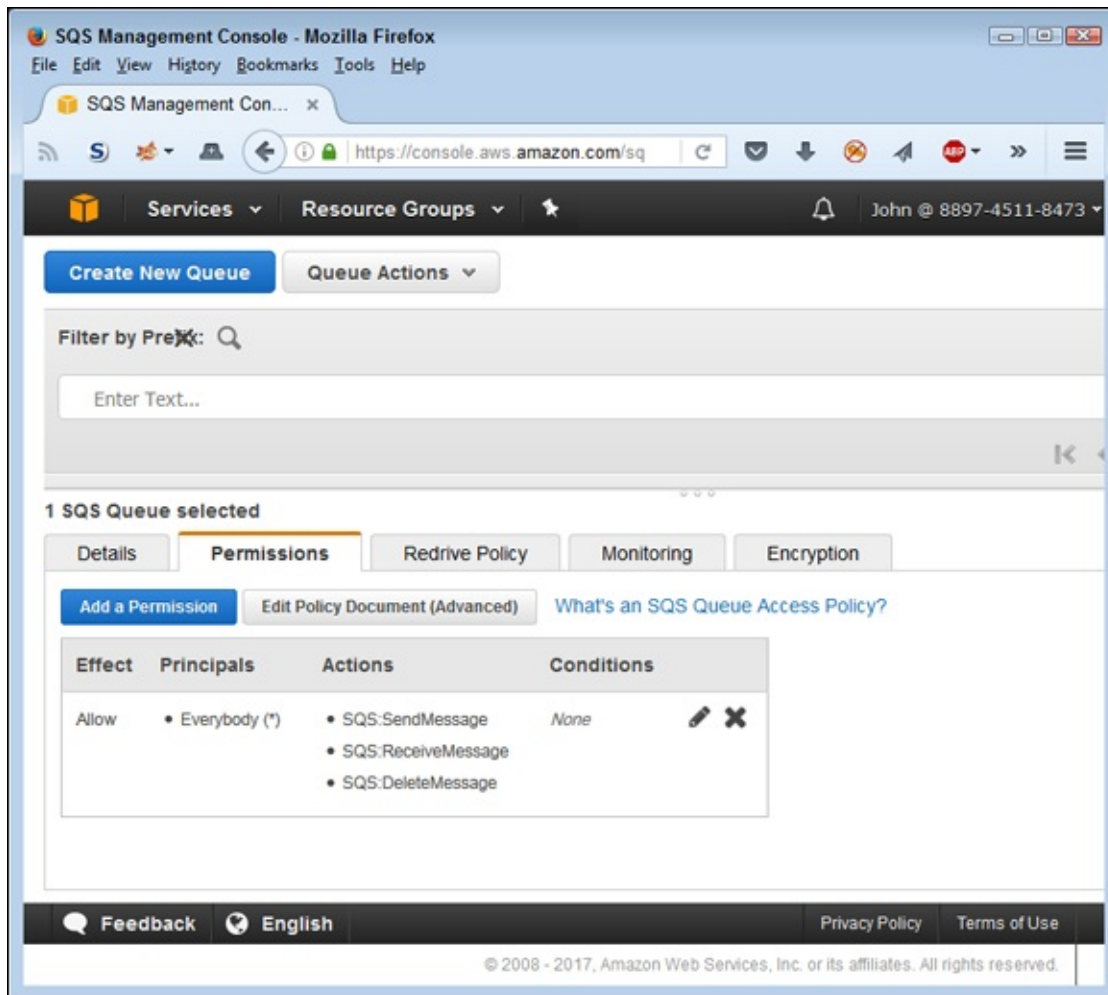 SQS Management Console - Mozilla Firefox
File Edit View History Bookmarks Tools Help
SQS Management Con... ×
S https://console.aws.amazon.com/sq ABP »
Services Resource Groups John @ 8897-4511-8473
Create New Queue Queue Actions
Filter by Prefix:
Enter Text...
1 SQS Queue selected
Details Permissions Redrive Policy Monitoring Encryption
Add a Permission Edit Policy Document (Advanced) What's an SQS Queue Access Policy?
Effect Principals Actions Conditions
Allow • Everybody (*) • SQS:SendMessage None
• SQS:ReceiveMessage
• SQS:DeleteMessage
Feedback English Privacy Policy Terms of Use
© 2008 - 2017, Amazon Web Services, Inc. or its affiliates. All rights reserved.